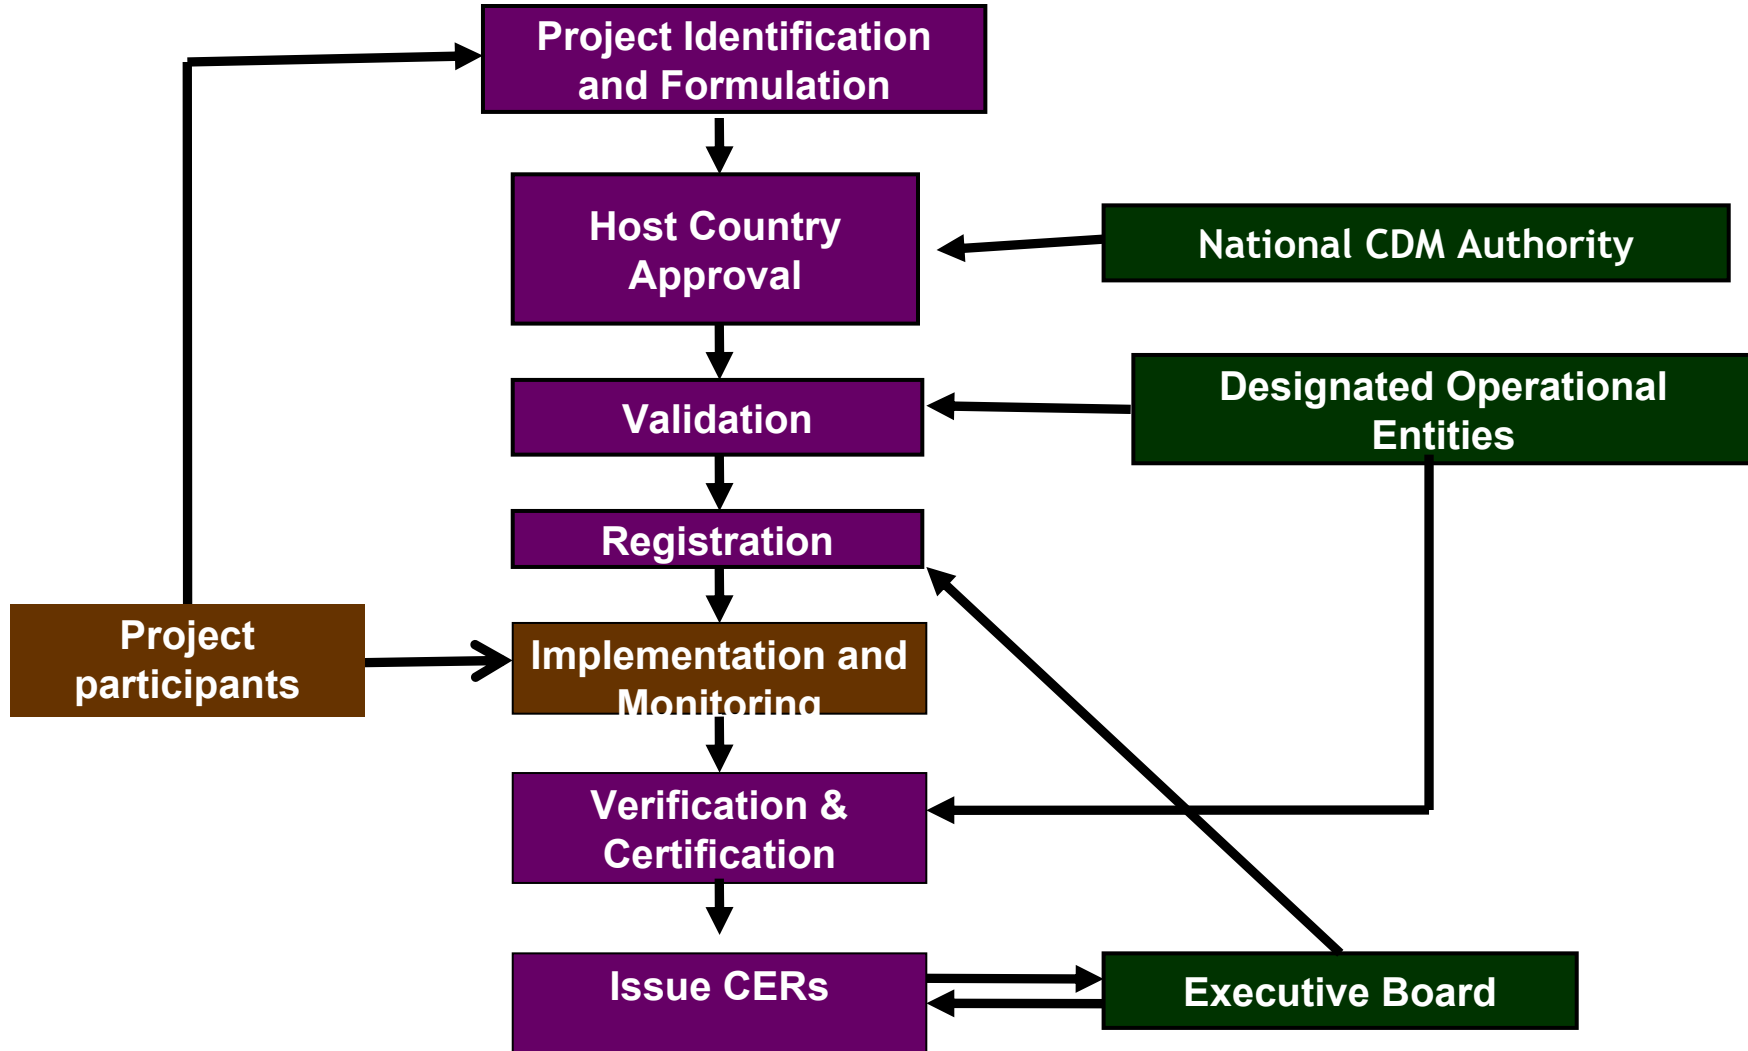 Project Identification
and Formulation
Host Country
Approval
National CDM Authority
Designated Operational
Entities
Validation
Registration
Project
participants
Implementation and
Monitoring
Verification &
Certification
Issue CERs
Executive Board